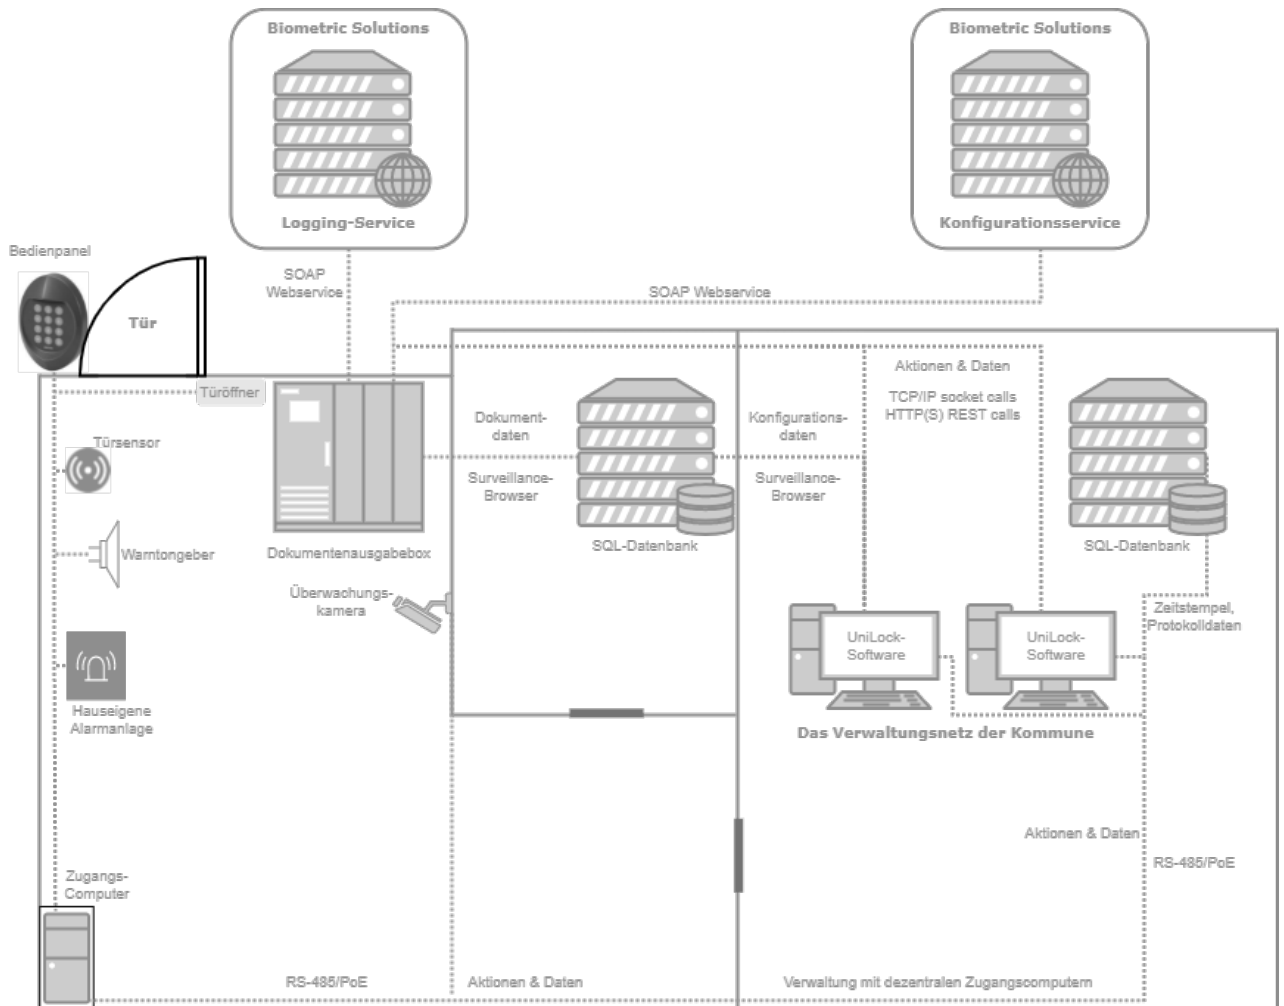 Biometric Solutions
Logging-Service
Biometric Solutions
Konfigurationsservice
SOAP
Webservice
SOAP Webservice
Bedienpanel
Tür
Türöffner
Türsensor
Warntongeber
Hauseigene
Alarmanlage
Zugangs-
Computer
Dokumentenausgabebox
Überwachungs-
kamera
Dokument-
daten
Surveillance-
Browser
SQL-Datenbank
Konfigurations-
daten
Surveillance-
Browser
Aktionen & Daten
TCP/IP socket calls
HTTP(S) REST calls
SQL-Datenbank
Zeitstempel,
Protokolldaten
UniLock-
Software
UniLock-
Software
Das Verwaltungsnetz der Kommune
Aktionen & Daten
RS-485/PoE
RS-485/PoE
Aktionen & Daten
Verwaltung mit dezentralen Zugangscomputern